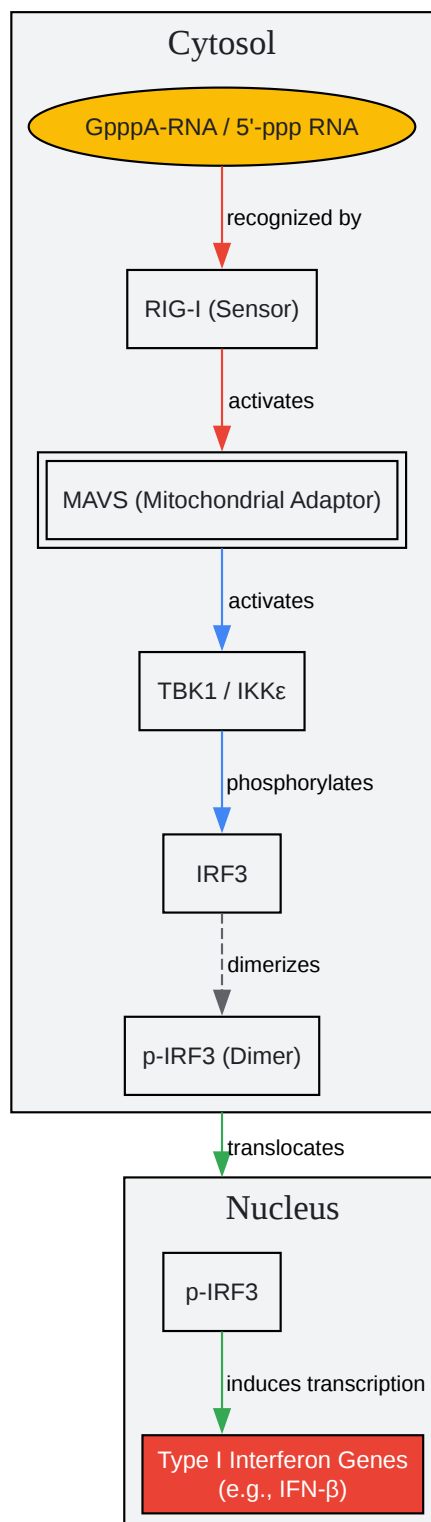 Cytosol
GpppA-RNA / 5'-ppp RNA
recognized by
RIG-I (Sensor)
activates
MAVS (Mitochondrial Adaptor)
activates
TBK1 / IKKε
phosphorylates
IRF3
dimerizes
p-IRF3 (Dimer)
translocates
Nucleus
p-IRF3
induces transcription
Type I Interferon Genes
(e.g., IFN-β)